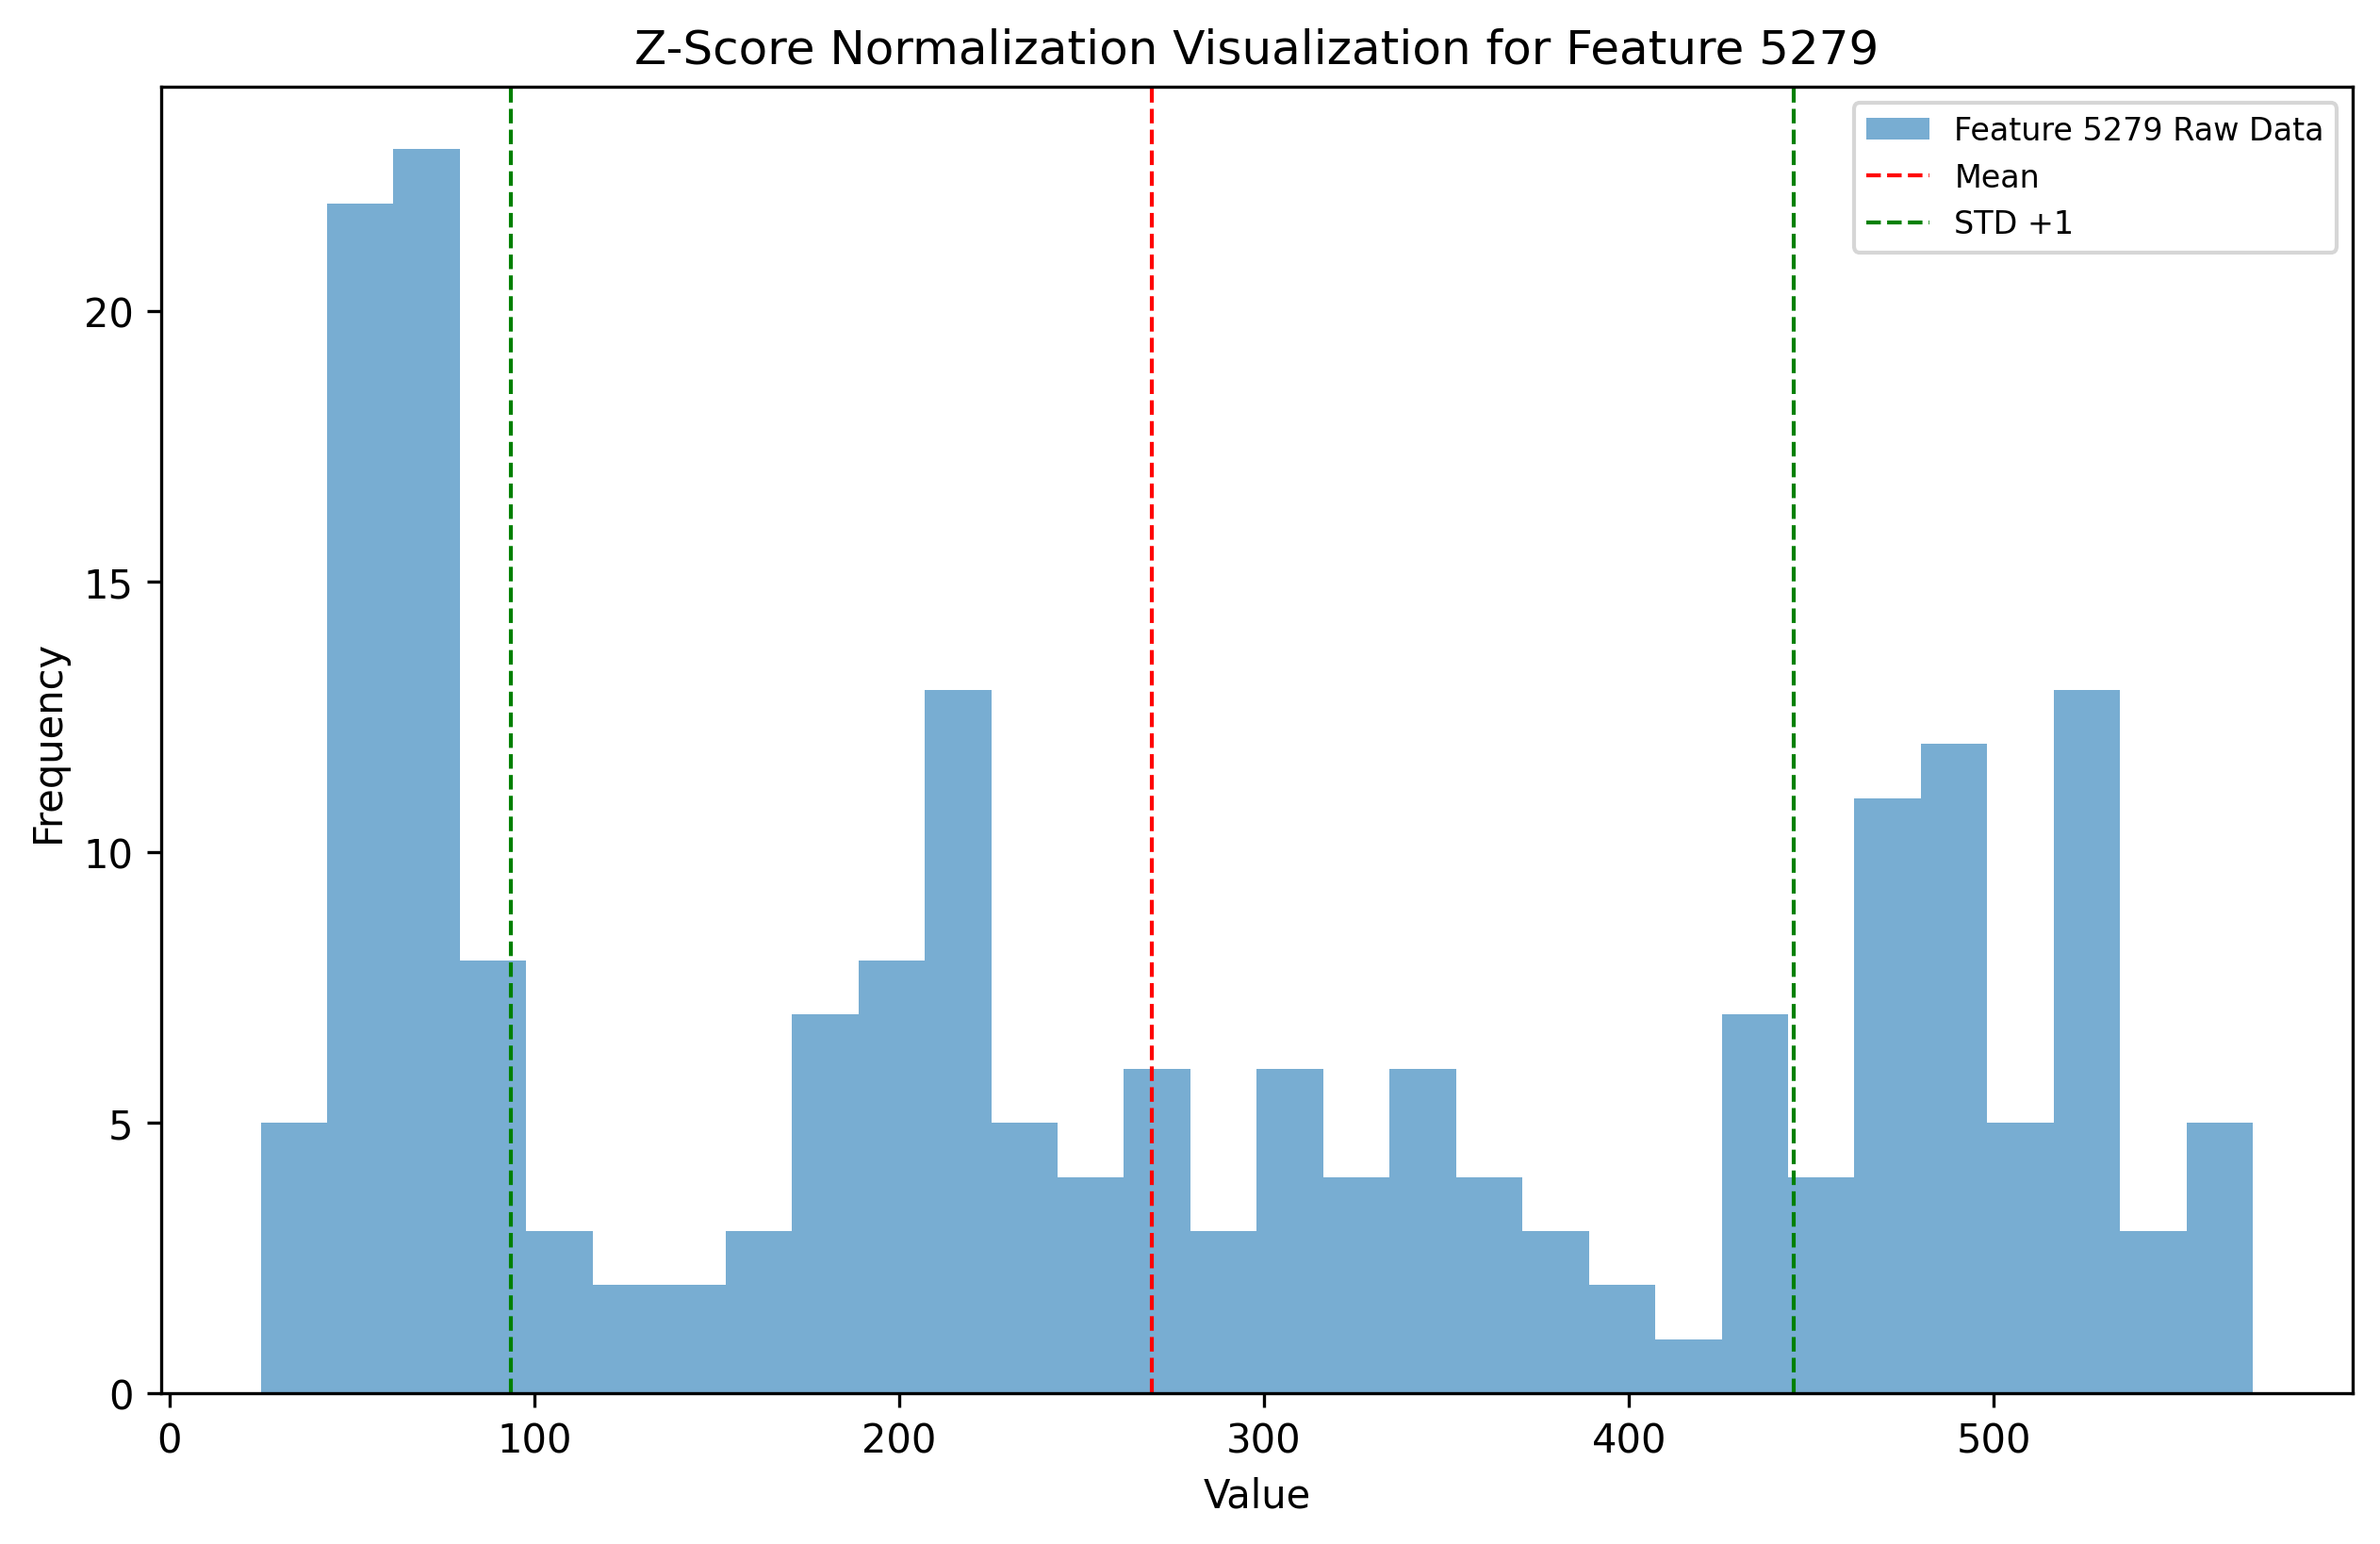 Z-Score Normalization Visualization for Feature 5279
Feature 5279 Raw Data
Mean
STD +1
20
15
10
5
0
Frequency
0 100 200 300 400 500
Value